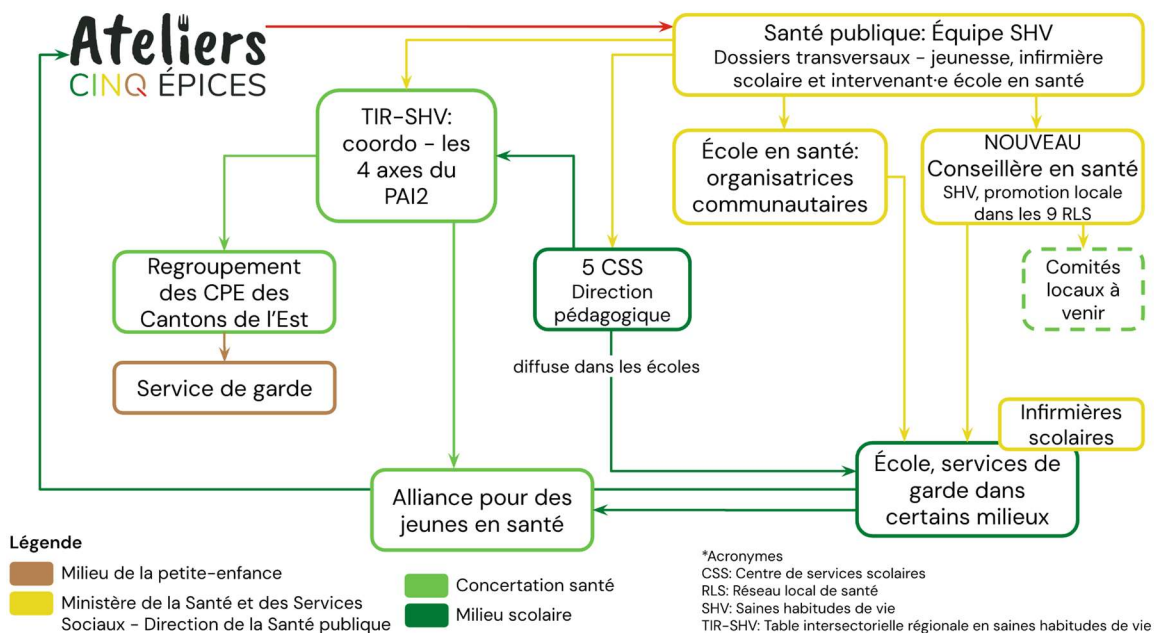 Ateliers
CINQ ÉPICES
Santé publique: Équipe SHV
Dossiers transversaux - jeunesse, infirmière
scolaire et intervenant·e école en santé
TIR-SHV:
coordo - les
4 axes du
PAI2
École en santé:
organisatrices
communautaires
NOUVEAU
Conseillère en santé
SHV, promotion locale
dans les 9 RLS
Regroupement
des CPE des
Cantons de l'Est
5 CSS
Direction
pédagogique
Comités
locaux à
venir
Service de garde
diffuse dans les écoles
Infirmières
scolaires
École, services de
garde dans
certains milieux
Alliance pour des
jeunes en santé
Légende
Milieu de la petite-enfance
Ministère de la Santé et des Services
Sociaux - Direction de la Santé publique
Concertation santé
Milieu scolaire
*Acronymes
CSS: Centre de services scolaires
RLS: Réseau local de santé
SHV: Saines habitudes de vie
TIR-SHV: Table intersectorielle régionale en saines habitudes de vie